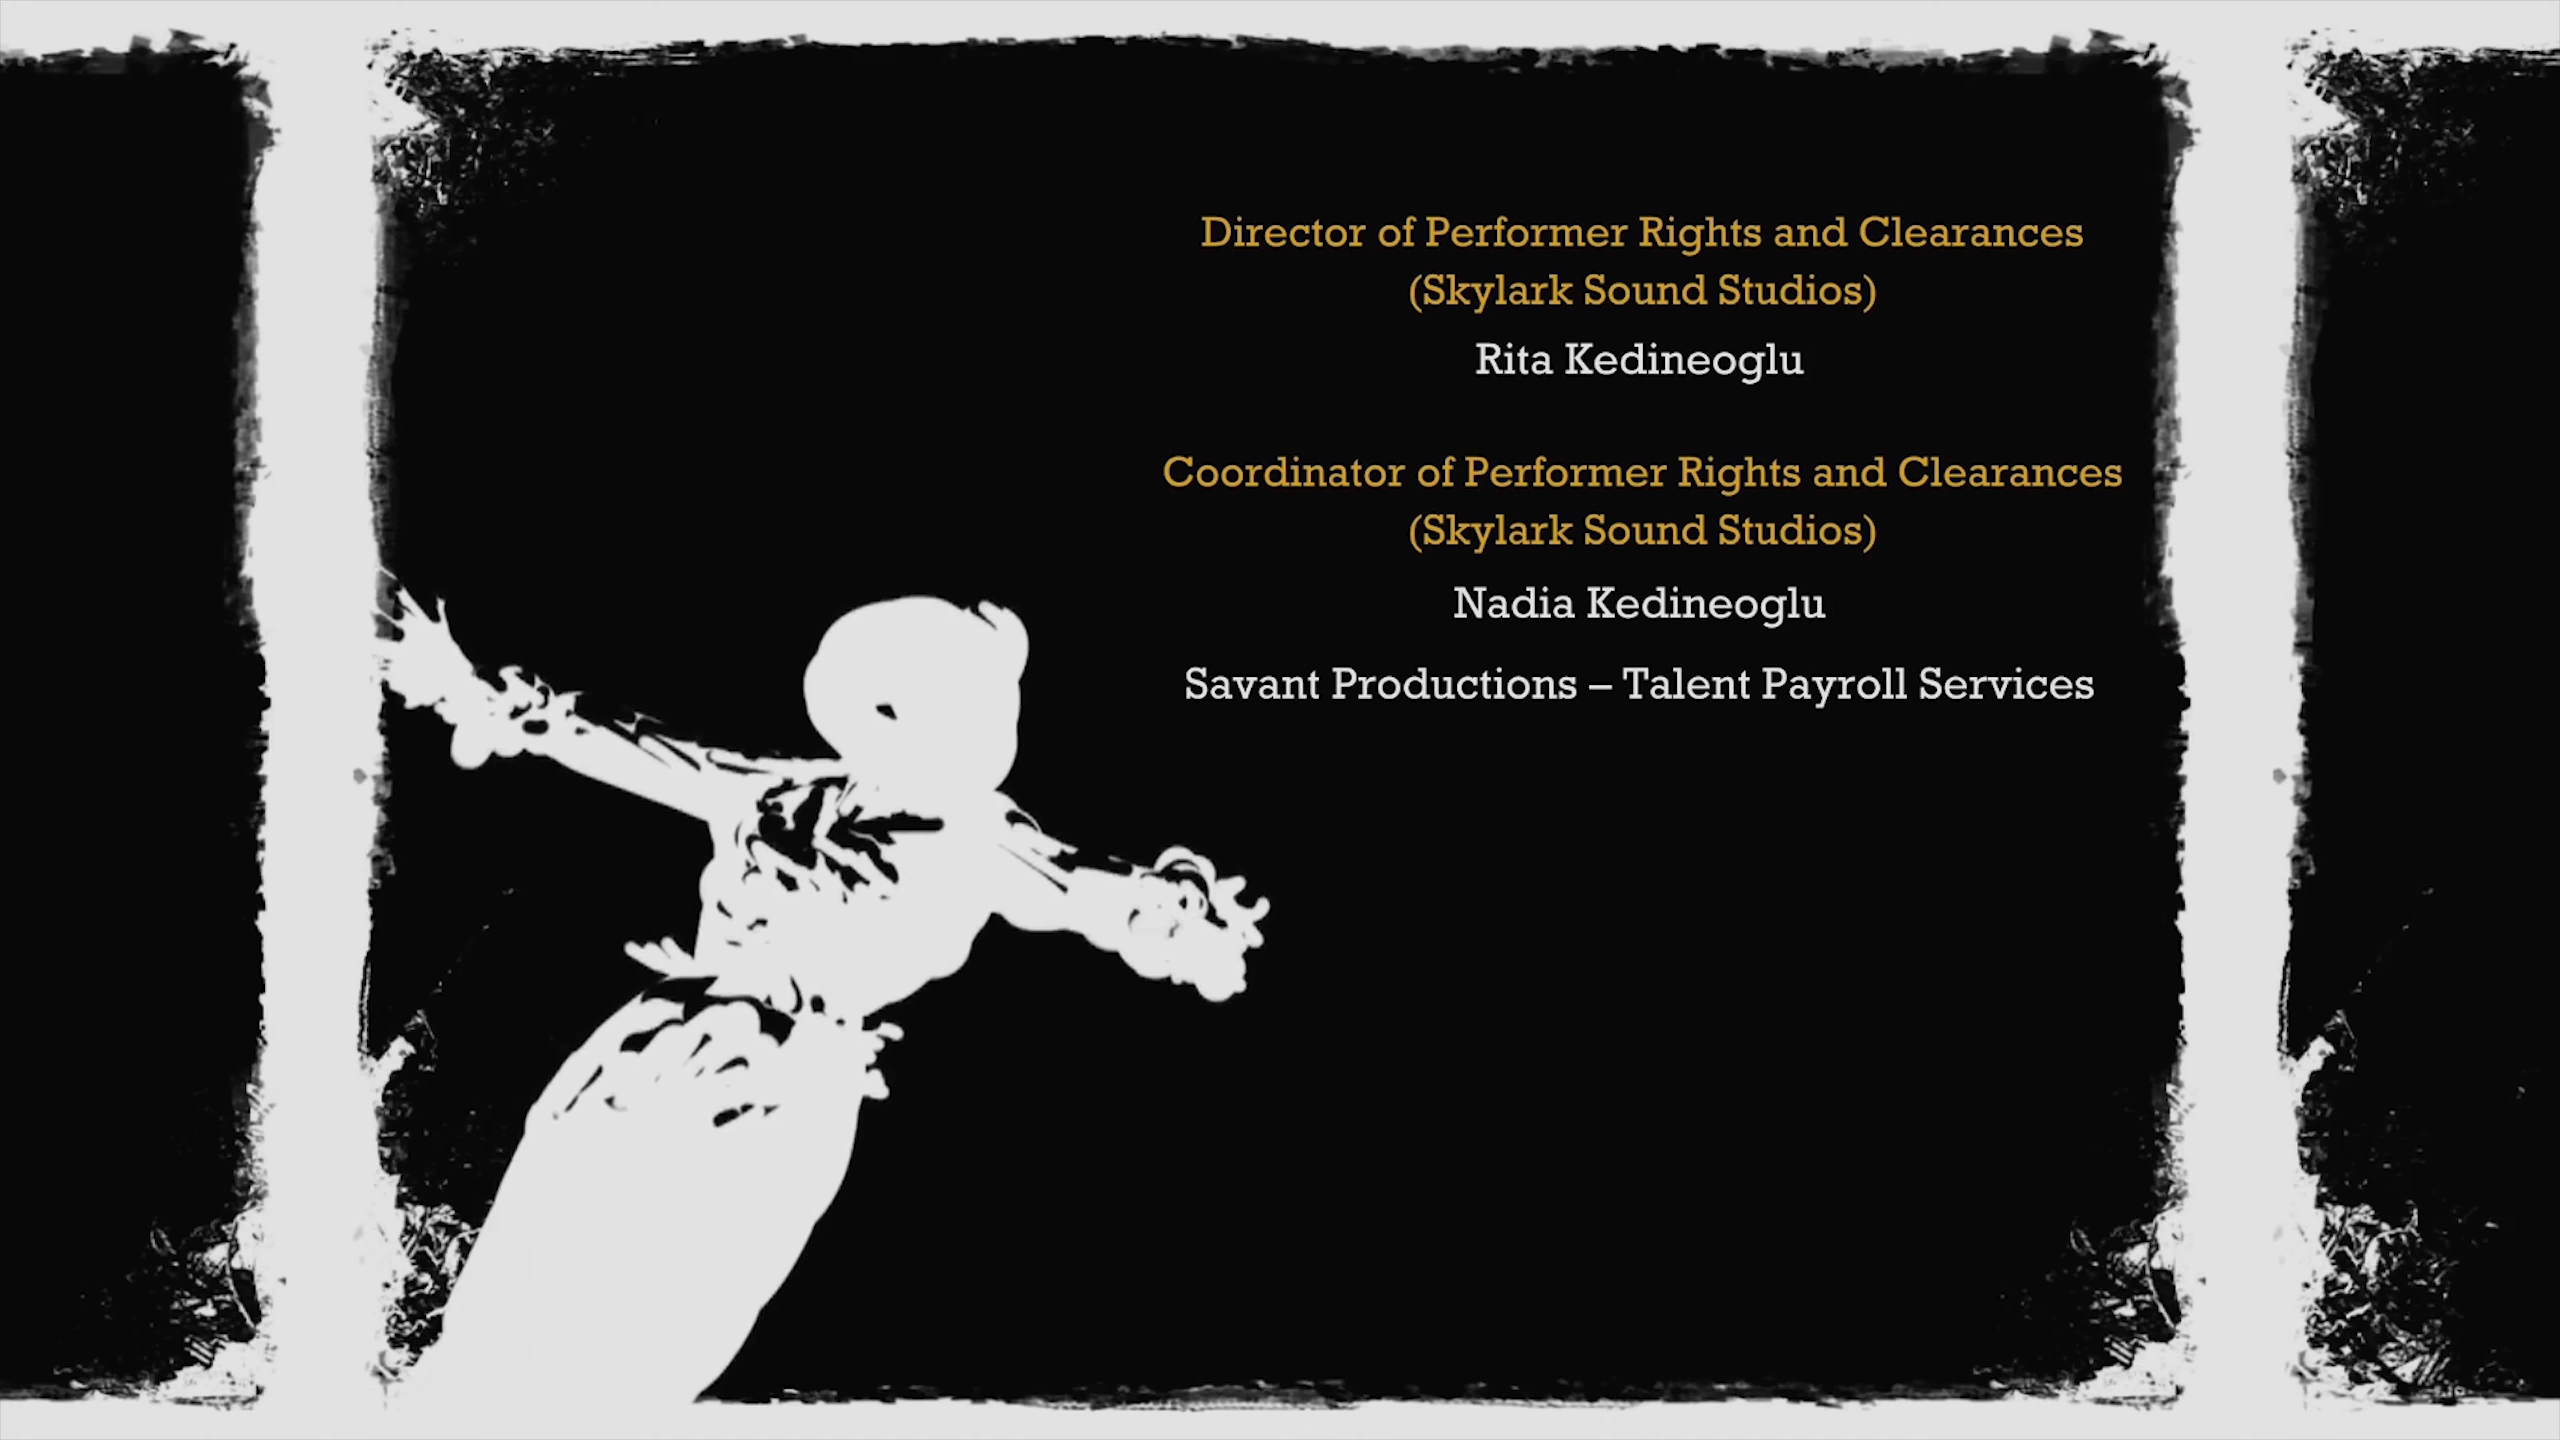 Director of Performer Rights and Clearances
(Skylark Sound Studios)
Rita Kedineoglu
Coordinator of Performer Rights and Clearances
(Skylark Sound Studios)
Nadia Kedineoglu
Savant Productions – Talent Payroll Services